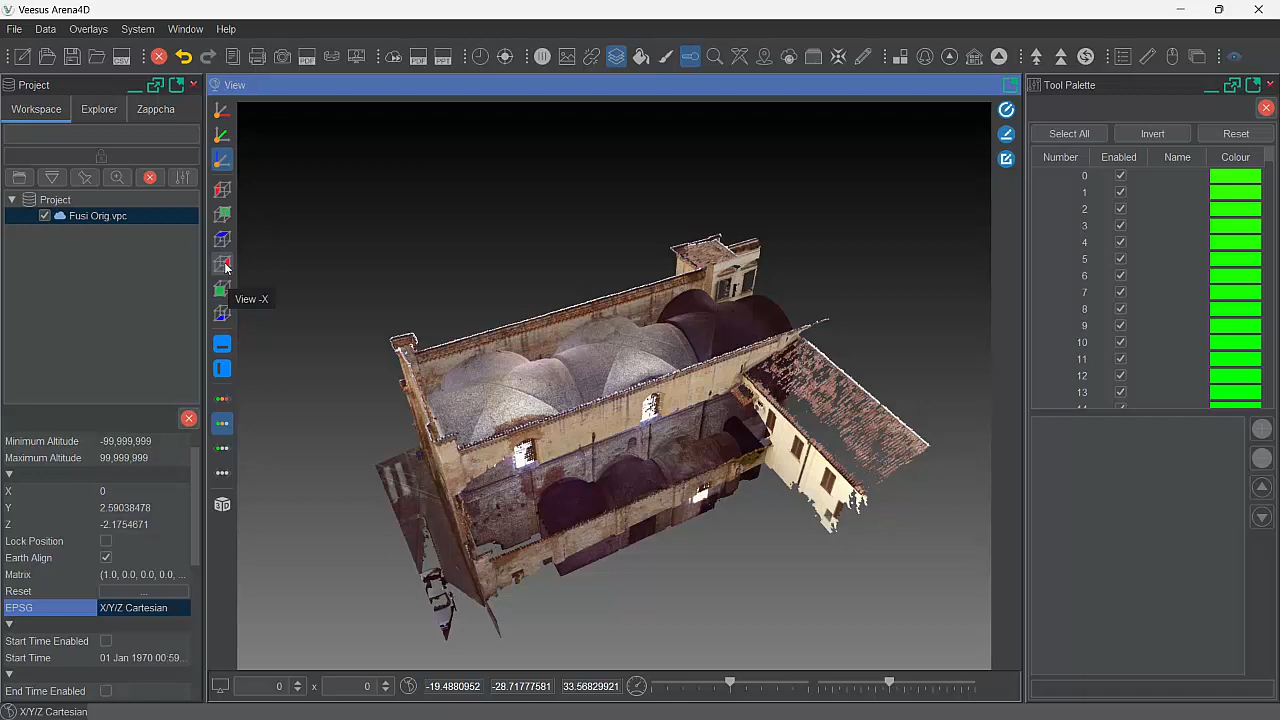 Veesus Arena4D
File Data Overlays System Window Help
CSV PDF PDF PPT
Project
View
Tool Palette
Workspace Explorer Zappcha
Select All Invert Reset
Number Enabled Name Colour
Project
Fusi Orig.vpc
0
1
2
3
4
5
6
7
8
9
10
11
12
13
View -X
Minimum Altitude -99,999,999
Maximum Altitude 99,999,999
X 0
Y 2.59038478
Z -2.1754671
Lock Position
Earth Align
Matrix (1.0, 0.0, 0.0, 0.0, ...
Reset ...
EPSG X/Y/Z Cartesian
Start Time Enabled
Start Time 01 Jan 1970 00:59...
End Time Enabled
0 x 0 -19.4880952 -28.71777581 33.56829921
X/Y/Z Cartesian